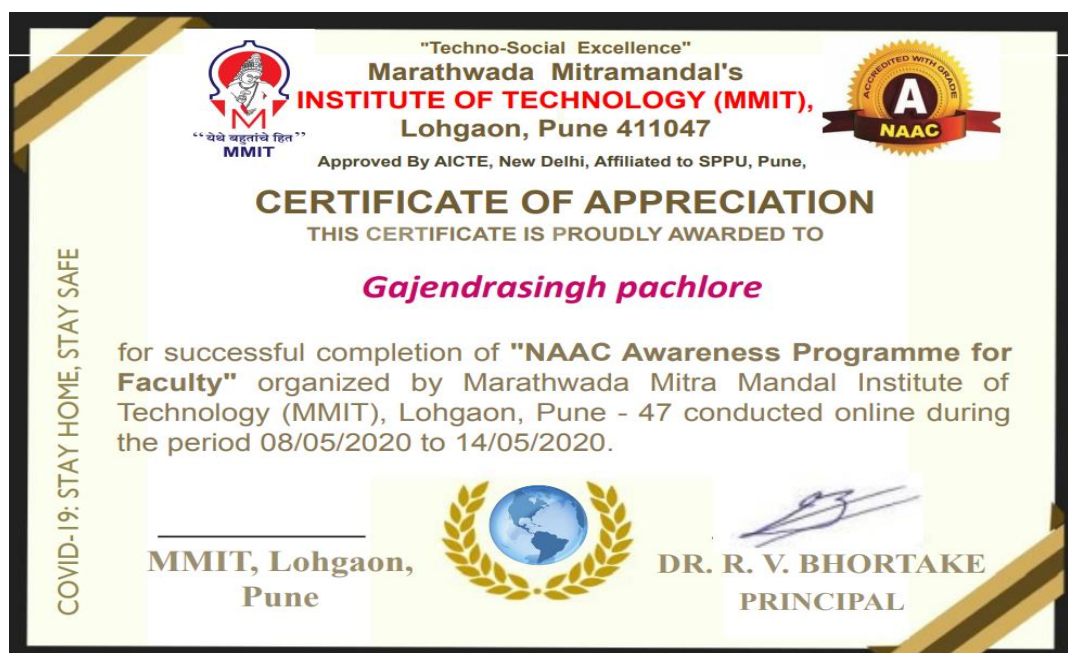 "Techno-Social Excellence"
Marathwada Mitramandal's
INSTITUTE OF TECHNOLOGY (MMIT),
Lohgaon, Pune 411047
Approved By AICTE, New Delhi, Affiliated to SPPU, Pune,
M
“येथे बहुतांचे हित”
MMIT
ACCREDITED WITH GRADE
A
NAAC
CERTIFICATE OF APPRECIATION
THIS CERTIFICATE IS PROUDLY AWARDED TO
Gajendrasingh pachlore
for successful completion of "NAAC Awareness Programme for
Faculty" organized by Marathwada Mitra Mandal Institute of
Technology (MMIT), Lohgaon, Pune - 47 conducted online during
the period 08/05/2020 to 14/05/2020.
COVID-19: STAY HOME, STAY SAFE
MMIT, Lohgaon,
Pune
DR. R. V. BHORTAKE
PRINCIPAL